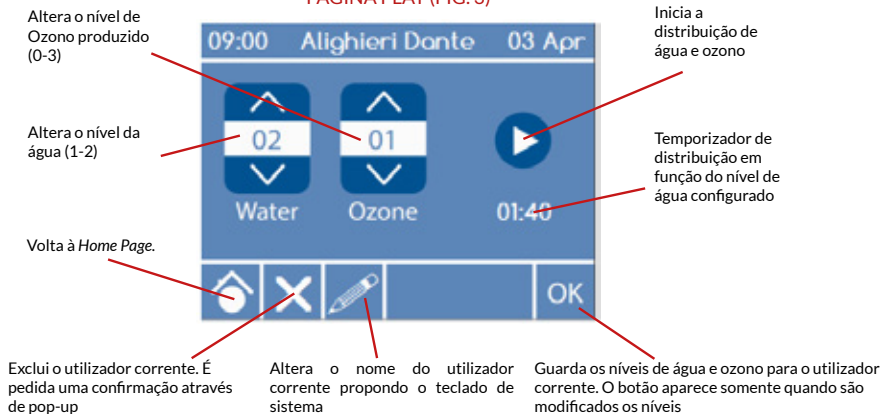 PÁGINA PLAY (FIG. 3)
Altera o nível de
Ozono produzido
(0-3)
Inicia a
distribuição de
água e ozono
09:00 Alighieri Dante 03 Apr
Altera o nível da
água (1-2)
02 01
Temporizador de
distribuição em
função do nível de
água configurado
Water Ozone 01:40
Volta à Home Page.
OK
Exclui o utilizador corrente. É
pedida uma confirmação através
de pop-up
Altera o nome do utilizador
corrente propondo o teclado de
sistema
Guarda os níveis de água e ozono para o utilizador
corrente. O botão aparece somente quando são
modificados os níveis